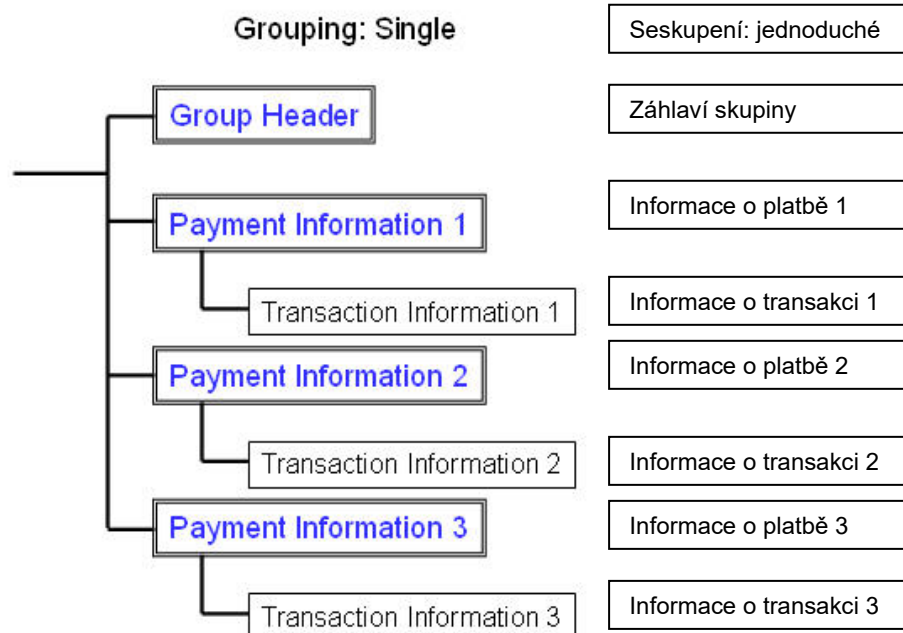 Grouping: Single
Seskupení: jednoduché
Group Header
Záhlaví skupiny
Payment Information 1
Informace o platbě 1
Transaction Information 1
Informace o transakci 1
Payment Information 2
Informace o platbě 2
Transaction Information 2
Informace o transakci 2
Payment Information 3
Informace o platbě 3
Transaction Information 3
Informace o transakci 3